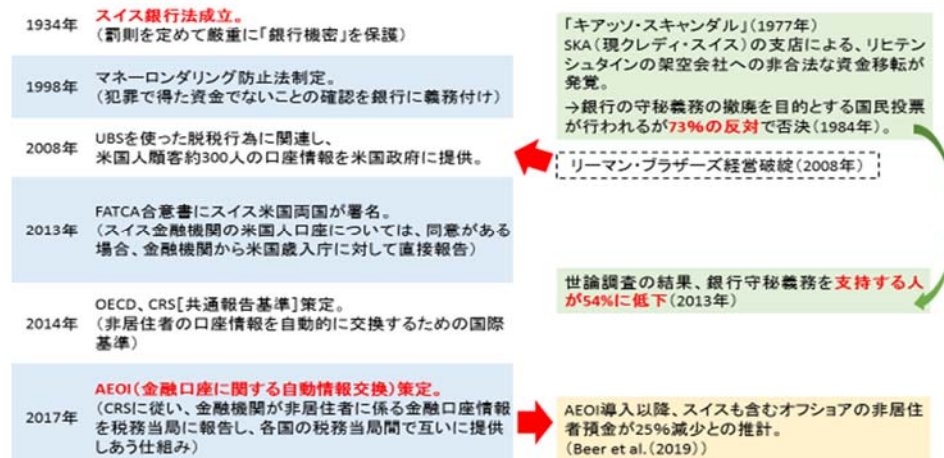 1934年
スイス銀行法成立。
(罰則を定めて厳重に「銀行機密」を保護)
1998年
マネーロンダリング防止法制定。
(犯罪で得た資金でないことの確認を銀行に義務付け)
2008年
UBSを使った脱税行為に関連し、
米国人顧客約300人の口座情報を米国政府に提供。
2013年
FATCA合意書にスイス米国両国が署名。
(スイス金融機関の米国人口座については、同意がある
場合、金融機関から米国歳入庁に対して直接報告)
2014年
OECD、CRS[共通報告基準]策定。
(非居住者の口座情報を自動的に交換するための国際
基準)
2017年
AEOI(金融口座に関する自動情報交換)策定。
(CRSに従い、金融機関が非居住者に係る金融口座情報
を税務当局に報告し、各国の税務当局間で互いに提供
しあう仕組み)
「キアッソ・スキャンダル」(1977年)
SKA(現クレディ・スイス)の支店による、リヒテン
シュタインの架空会社への非合法な資金移転が
発覚。
→銀行の守秘義務の撤廃を目的とする国民投票
が行われるが73%の反対で否決(1984年)。
リーマン・ブラザーズ経営破綻(2008年)
世論調査の結果、銀行守秘義務を支持する人
が54%に低下(2013年)
AEOI導入以降、スイスも含むオフショアの非居住
者預金が25%減少との推計。
(Beer et al.(2019))